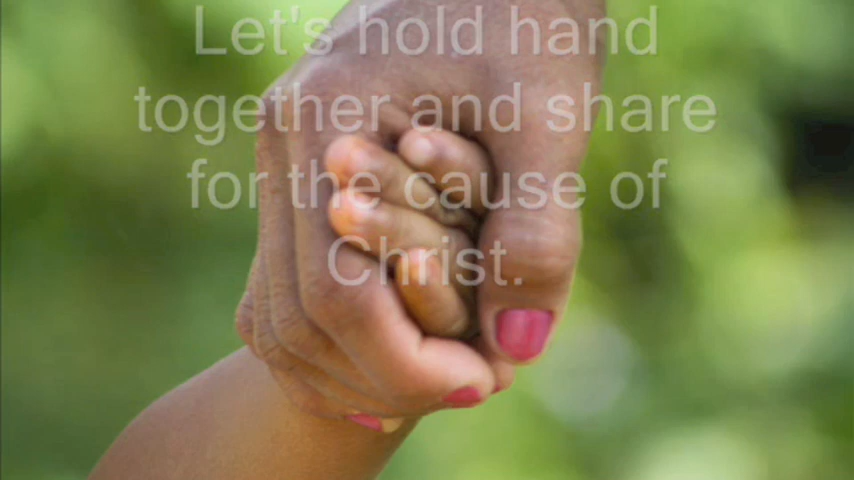 Let's hold hand
together and share
for the cause of
Christ.